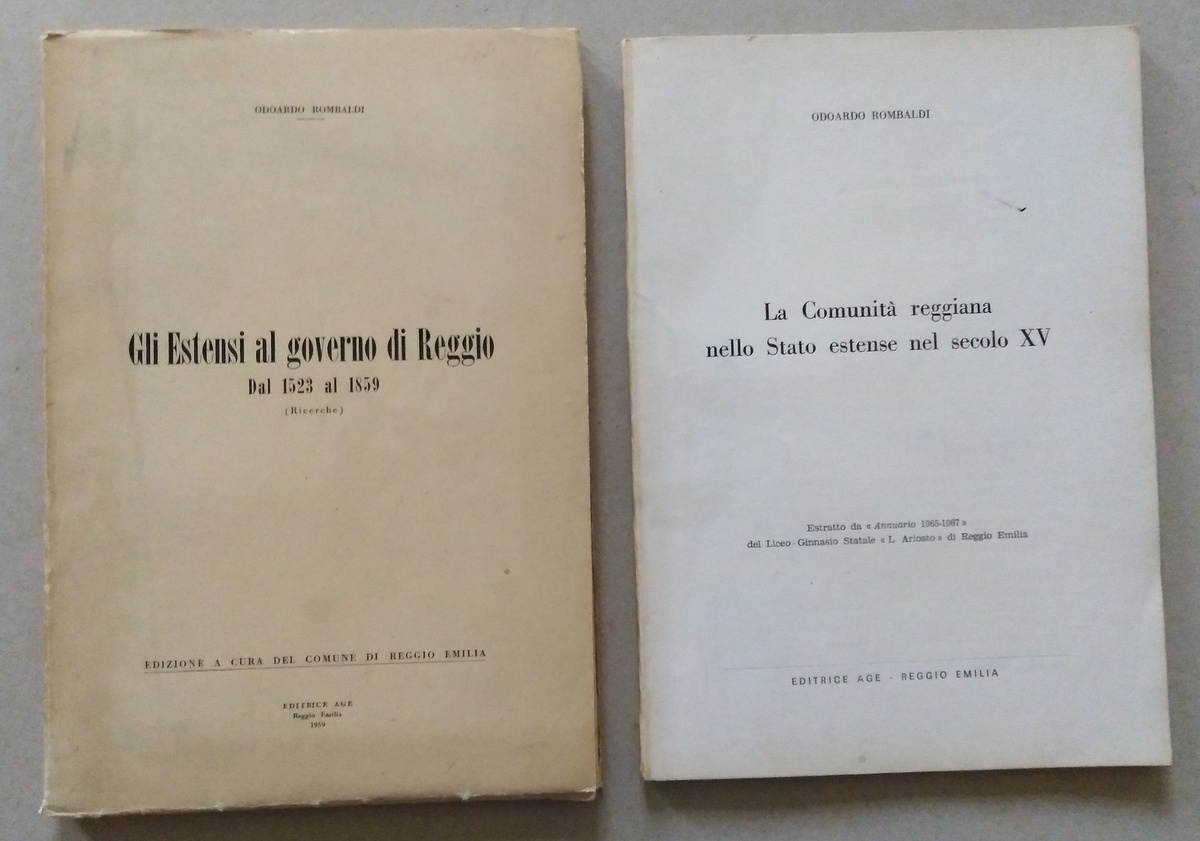 ODOARDO ROMBALDI
Gli Estensi al governo di Reggio
Dal 1523 al 1859
(Ricerche)
EDIZIONE A CURA DEL COMUNE DI REGGIO EMILIA
EDITRICE AGE
Reggio Emilia
1959
ODOARDO ROMBALDI
La Comunità reggiana
nello Stato estense nel secolo XV
Estratto da « Annuario 1965-1967 »
del Liceo - Ginnasio Statale « L. Ariosto » di Reggio Emilia
EDITRICE AGE - REGGIO EMILIA